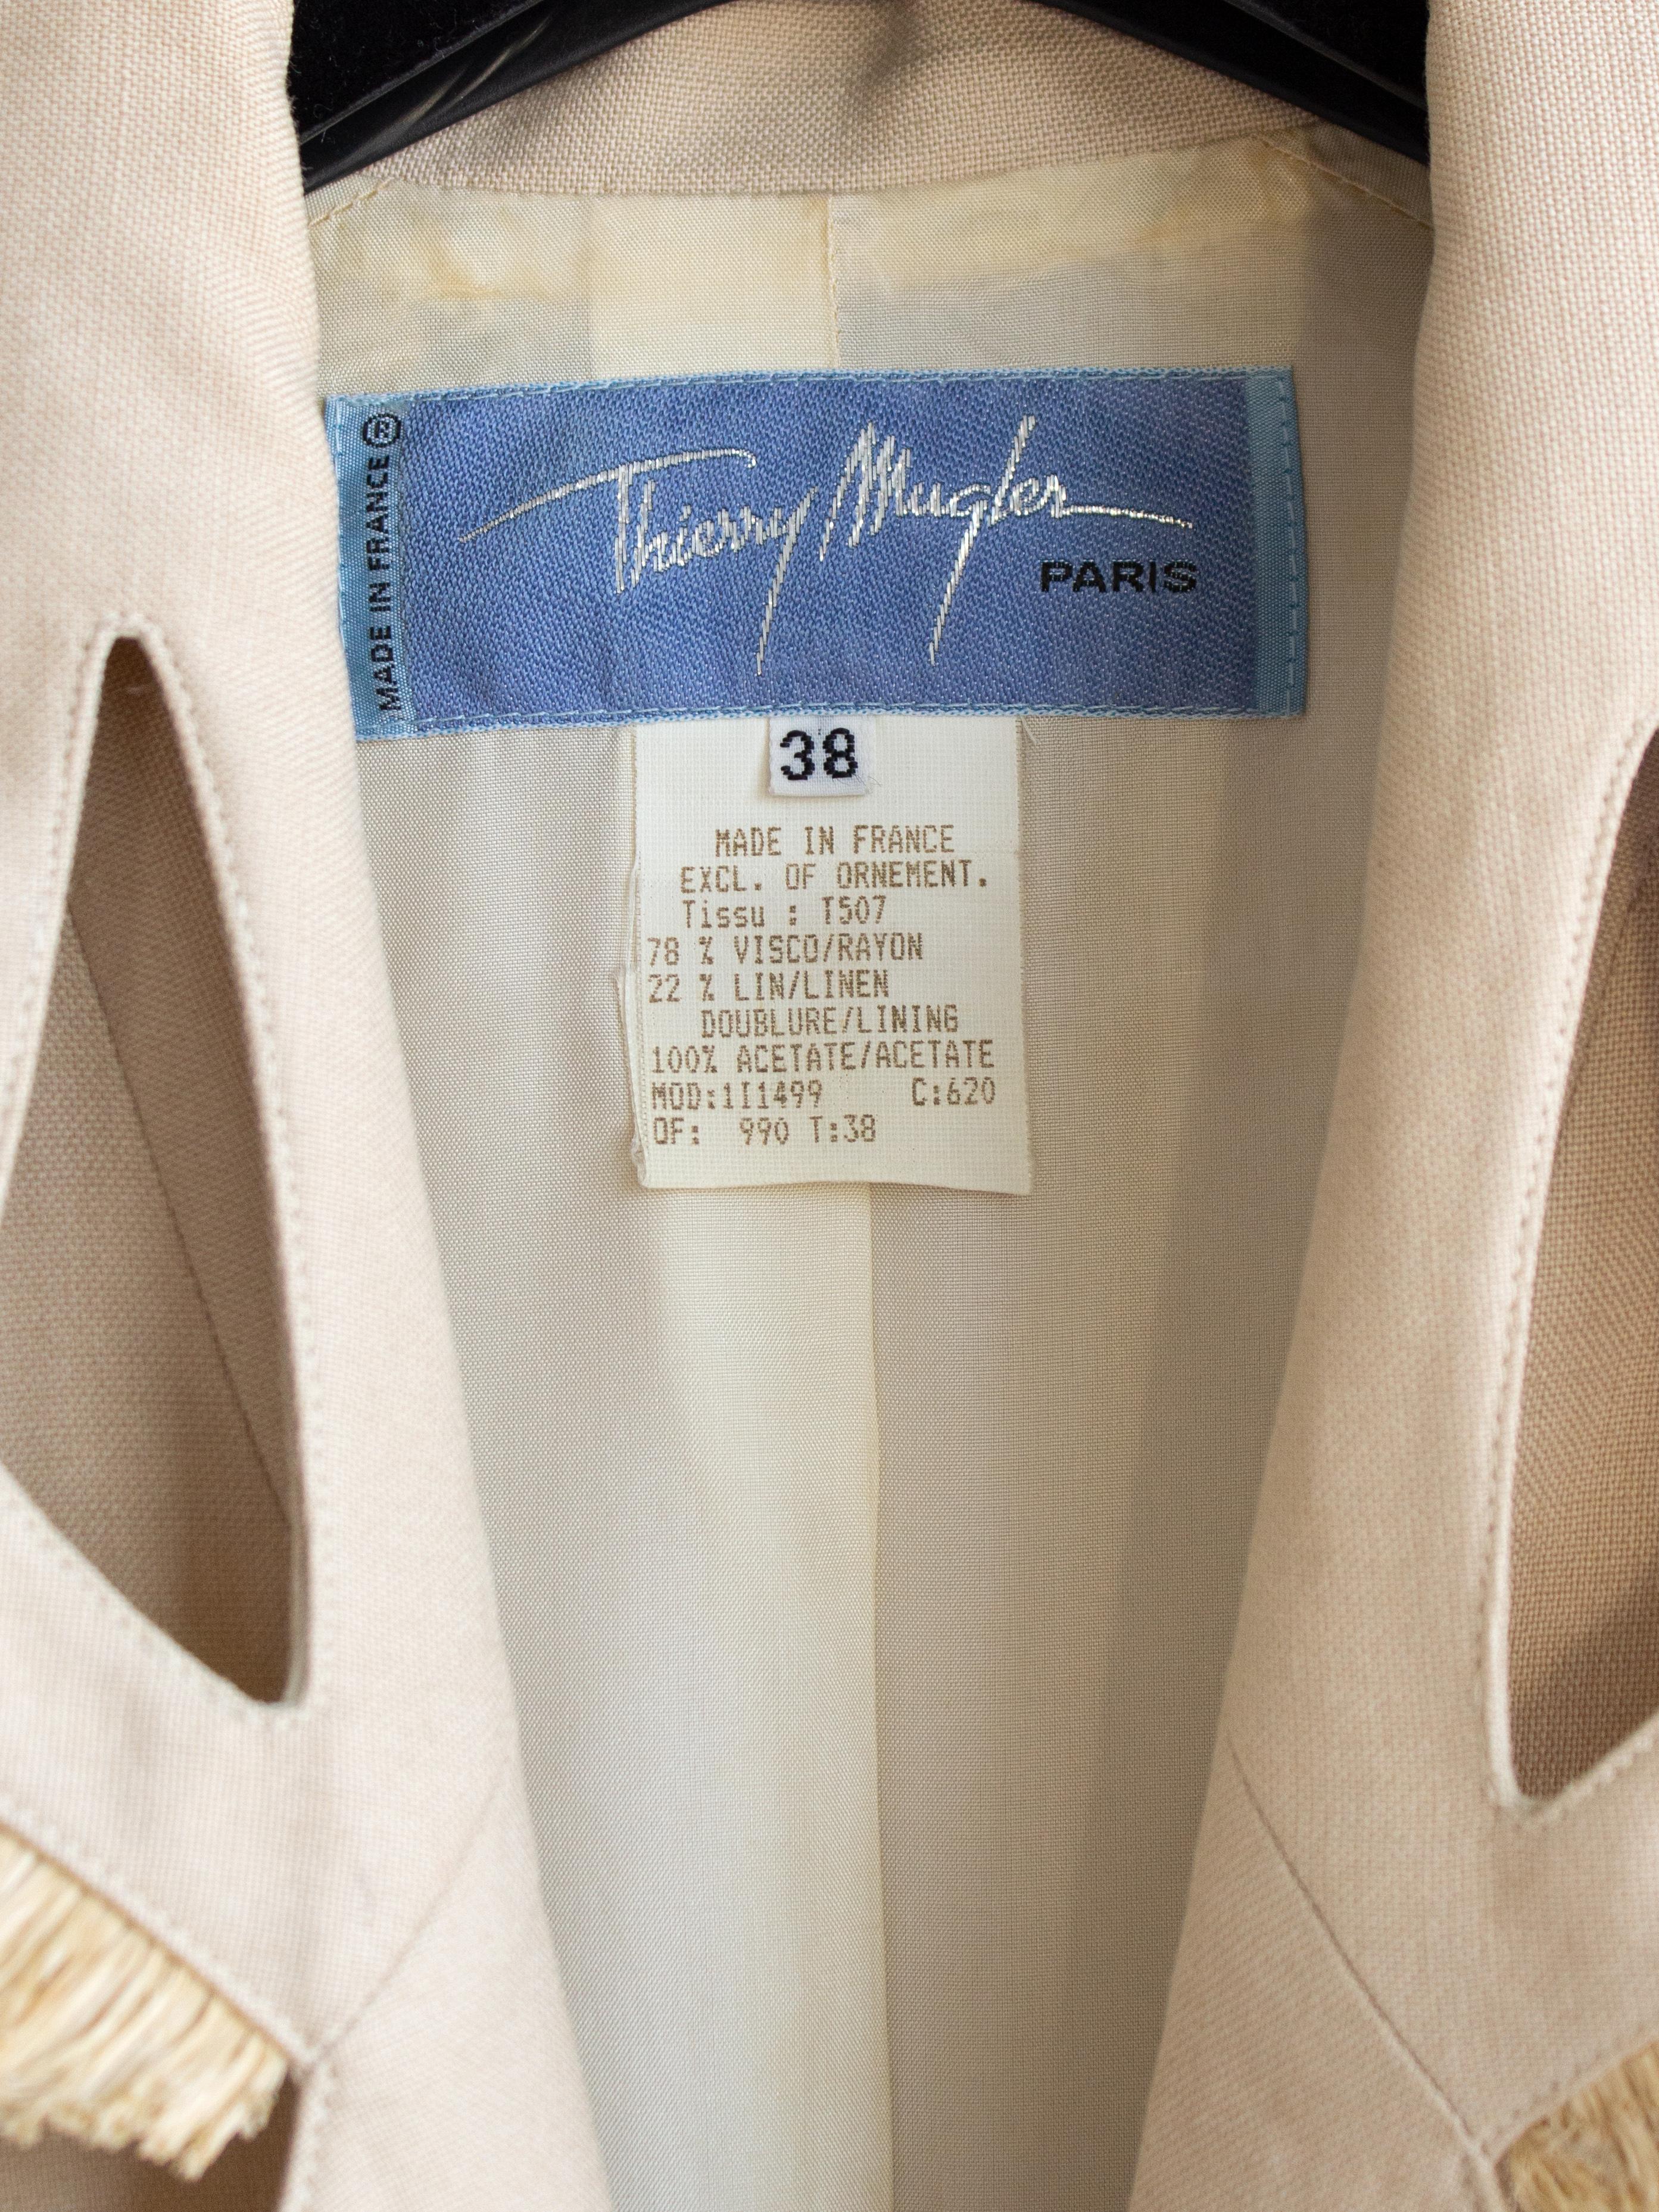 MADE IN FRANCE ®
Thierry Mugler
PARIS
38
MADE IN FRANCE
EXCL. OF ORNEMENT.
Tissu : T507
78 % VISCO/RAYON
22 % LIN/LINEN
DOUBLURE/LINING
100% ACETATE/ACETATE
MOD:1I1499 C:620
OF: 990 T:38